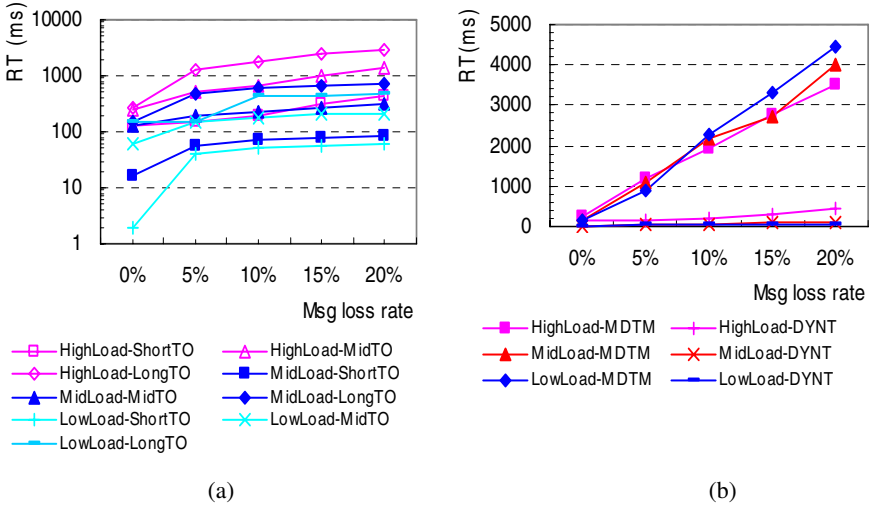 RT (ms)
10000
1000
100
10
1
0% 5% 10% 15% 20%
Msg loss rate
HighLoad-ShortTO
HighLoad-MidTO
HighLoad-LongTO
MidLoad-ShortTO
MidLoad-MidTO
MidLoad-LongTO
LowLoad-ShortTO
LowLoad-MidTO
LowLoad-LongTO
(a)
RT (ms)
5000
4000
3000
2000
1000
0
0% 5% 10% 15% 20%
Msg loss rate
HighLoad-MDTM
HighLoad-DYNT
MidLoad-MDTM
MidLoad-DYNT
LowLoad-MDTM
LowLoad-DYNT
(b)